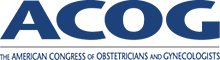 ACOG
THE AMERICAN CONGRESS OF OBSTETRICIANS AND GYNECOLOGISTS